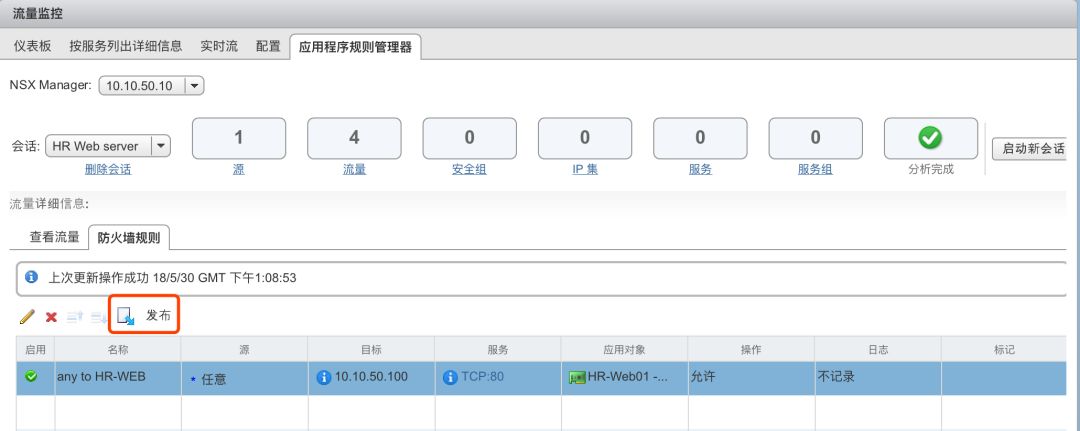 流量监控
仪表板 按服务列出详细信息 实时流 配置 应用程序规则管理器
NSX Manager: 10.10.50.10
会话: HR Web server 1 4 0 0 0 0 启动新会话
删除会话 源 流量 安全组 IP 集 服务 服务组 分析完成
流量详细信息:
查看流量 防火墙规则
上次更新操作成功 18/5/30 GMT 下午1:08:53
发布
启用 名称 源 目标 服务 应用对象 操作 日志 标记
any to HR-WEB * 任意 10.10.50.100 TCP:80 HR-Web01 -... 允许 不记录